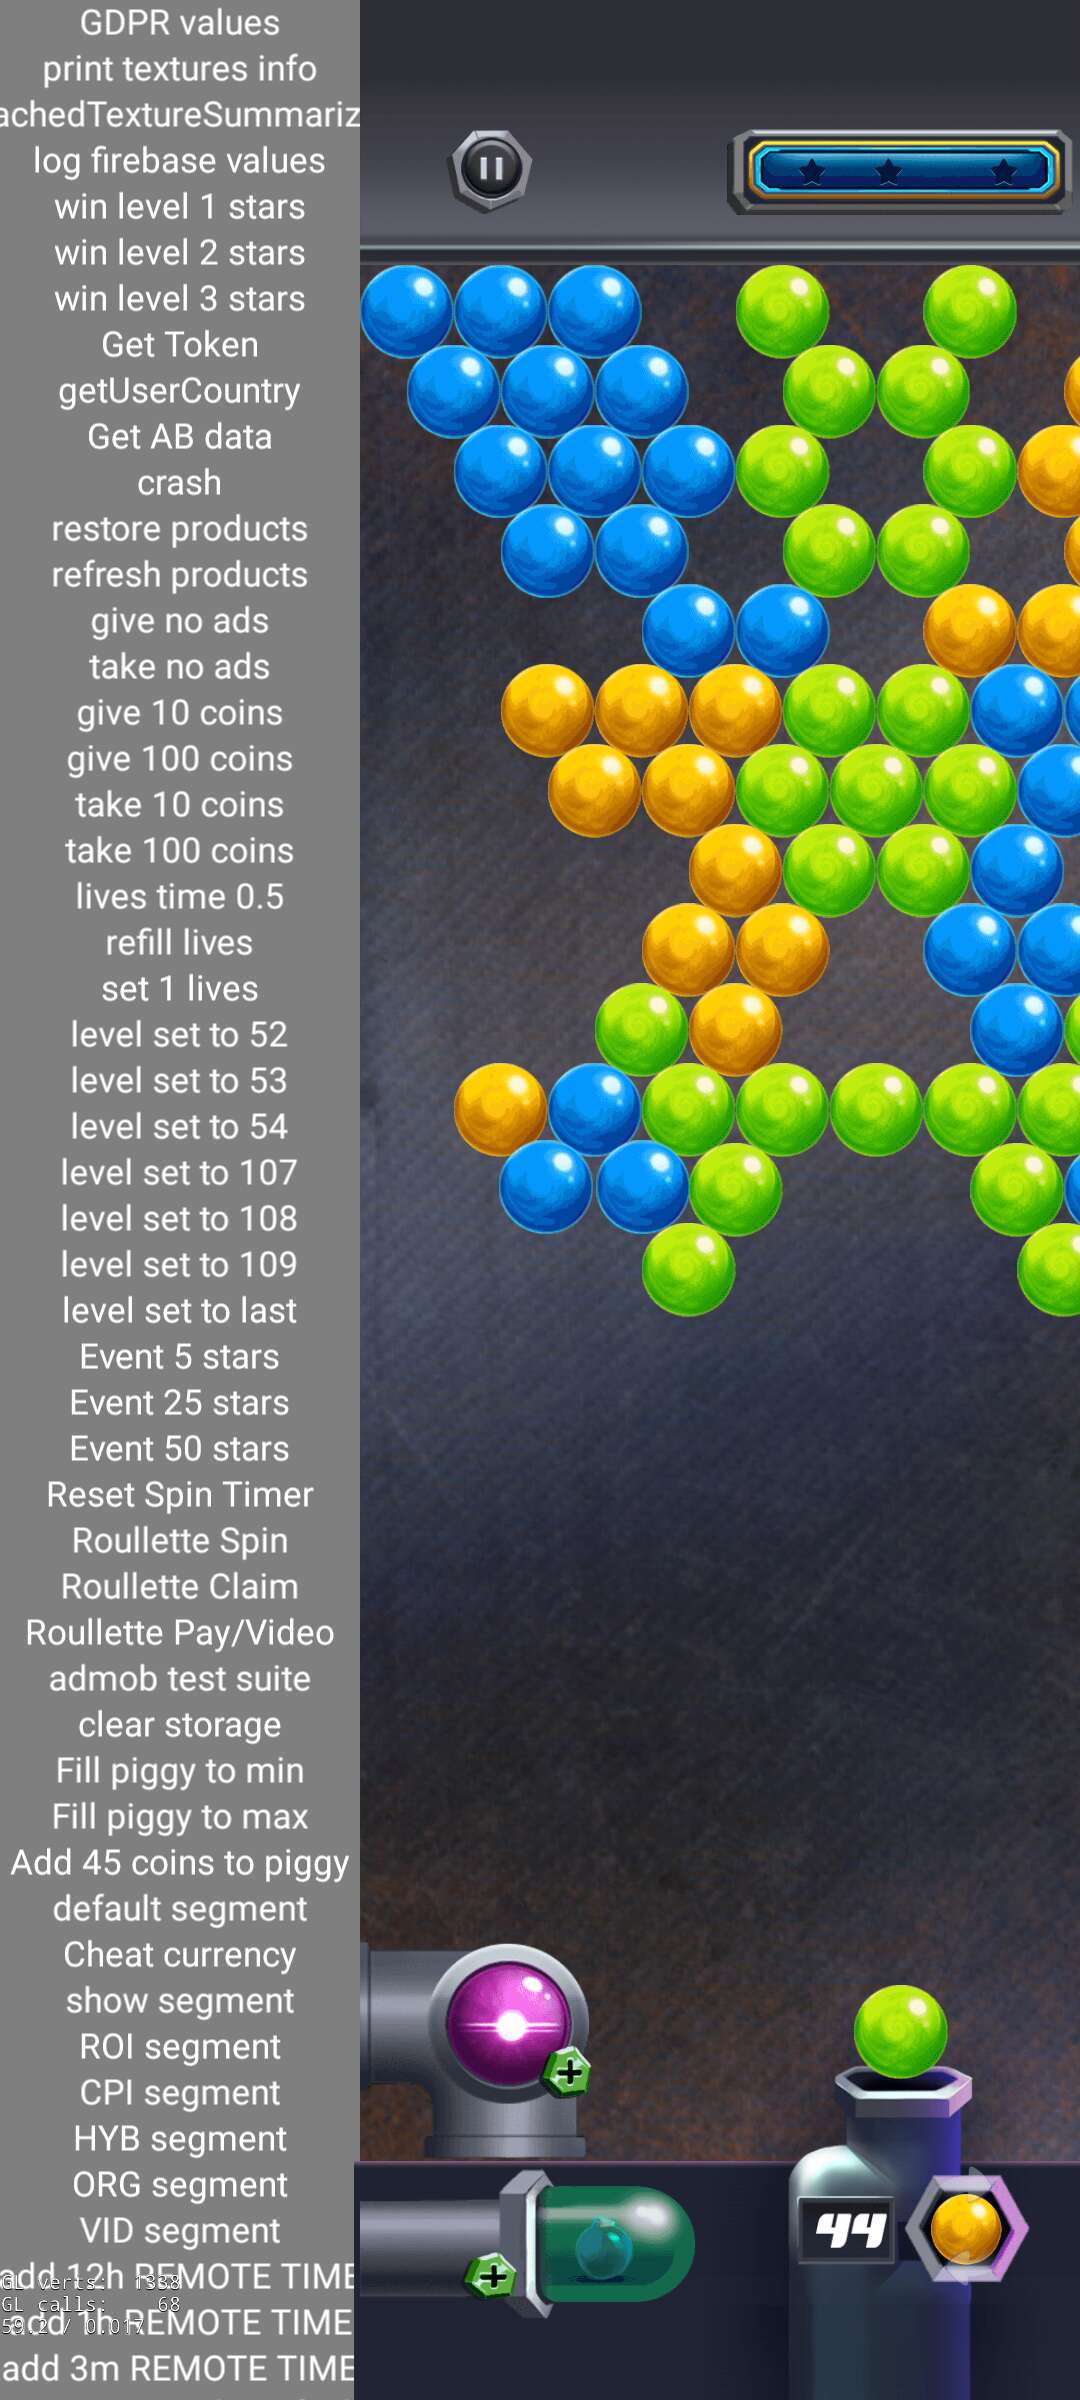 GDPR values
print textures info
achedTextureSummariz
log firebase values
win level 1 stars
win level 2 stars
win level 3 stars
Get Token
getUserCountry
Get AB data
crash
restore products
refresh products
give no ads
take no ads
give 10 coins
give 100 coins
take 10 coins
take 100 coins
lives time 0.5
refill lives
set 1 lives
level set to 52
level set to 53
level set to 54
level set to 107
level set to 108
level set to 109
level set to last
Event 5 stars
Event 25 stars
Event 50 stars
Reset Spin Timer
Roullette Spin
Roullette Claim
Roullette Pay/Video
admob test suite
clear storage
Fill piggy to min
Fill piggy to max
Add 45 coins to piggy
default segment
Cheat currency
show segment
ROI segment
CPI segment
HYB segment
ORG segment
VID segment
44
add 12h REMOTE TIME
GL verts: 1338
GL calls: 68
add 1h REMOTE TIME
59.2 / 0.017
add 3m REMOTE TIME